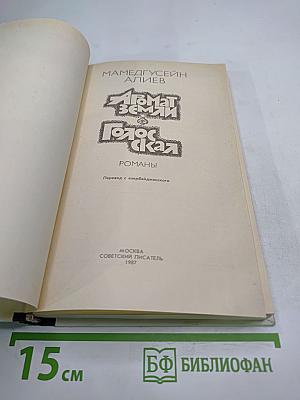 МАМЕДГУСЕЙН
АЛИЕВ
АРОМАТ
ЗЕМЛИ
ГОЛОС
СКАЛ
РОМАНЫ
Перевод с азербайджанского
МОСКВА
СОВЕТСКИЙ ПИСАТЕЛЬ
1987
15 см
БФ БИБЛИОФАН